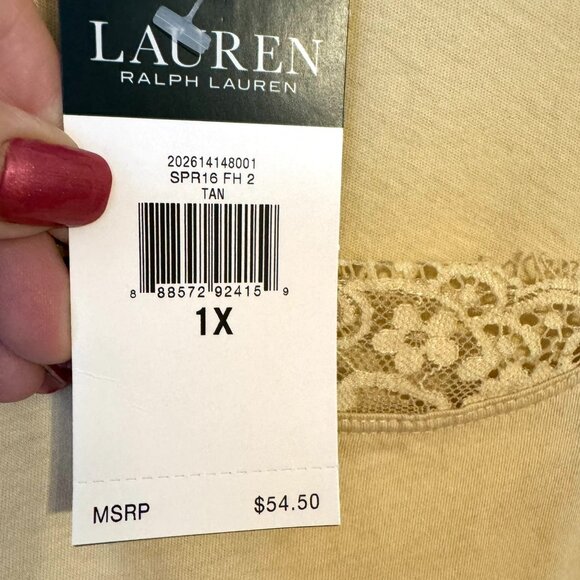 LAUREN
RALPH LAUREN
202614148001
SPR16 FH 2
TAN
8 88572 92415 9
1X
MSRP $54.50